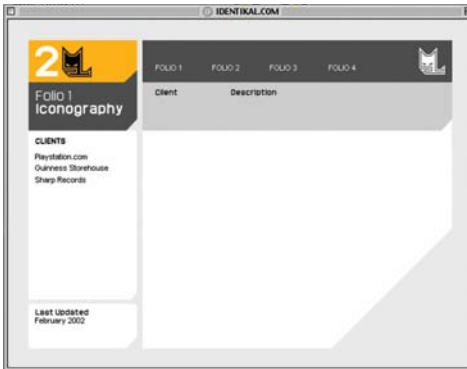 IDENTIKAL.COM
2
FOLIO 1 FOLIO 2 FOLIO 3 FOLIO 4
Folio 1
Iconography
Client Description
CLIENTS
Playstation.com
Guinness Storehouse
Sharp Records
Last Updated
February 2002